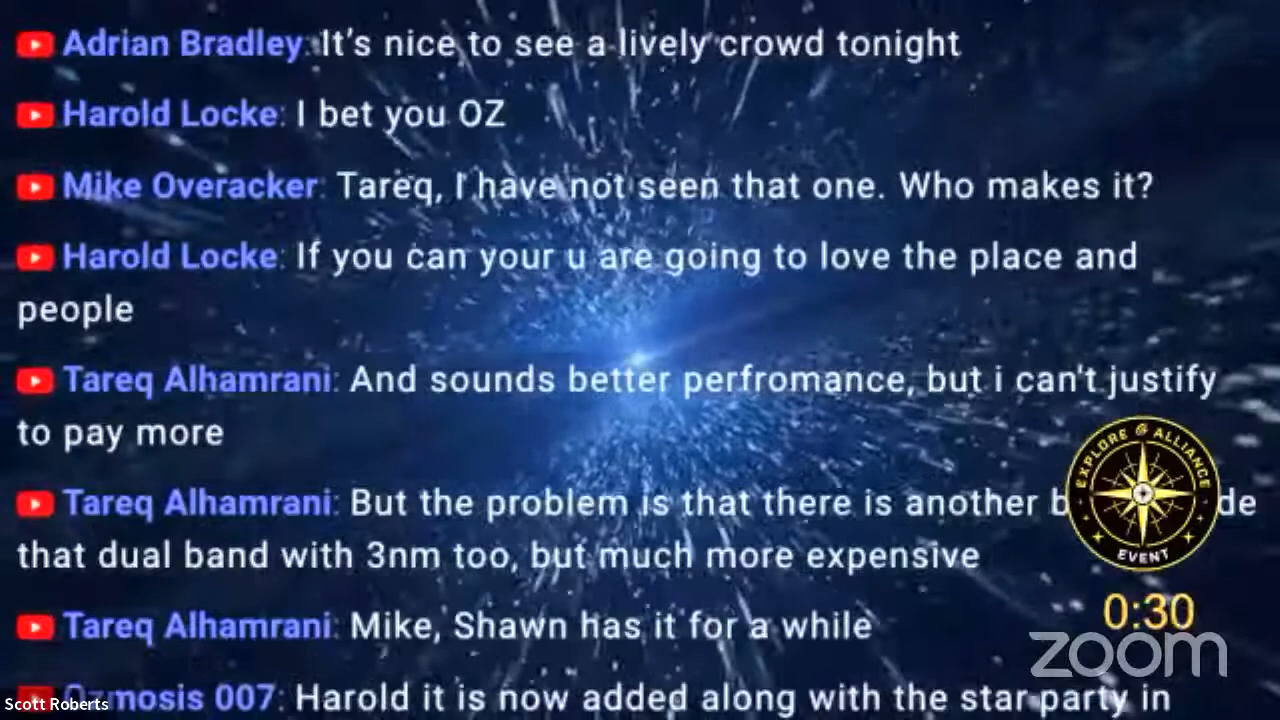 Adrian Bradley: It's nice to see a lively crowd tonight
Harold Locke: I bet you OZ
Mike Overacker: Tareq, I have not seen that one. Who makes it?
Harold Locke: If you can your u are going to love the place and
people
Tareq Alhamrani: And sounds better perfromance, but i can't justify
to pay more
Tareq Alhamrani: But the problem is that there is another
that dual band with 3nm too, but much more expensive
EXPLORE ALLIANCE
EVENT
0:30
Tareq Alhamrani: Mike, Shawn has it for a while
zoom
Ozmosis 007: Harold it is now added along with the star party in
Scott Roberts